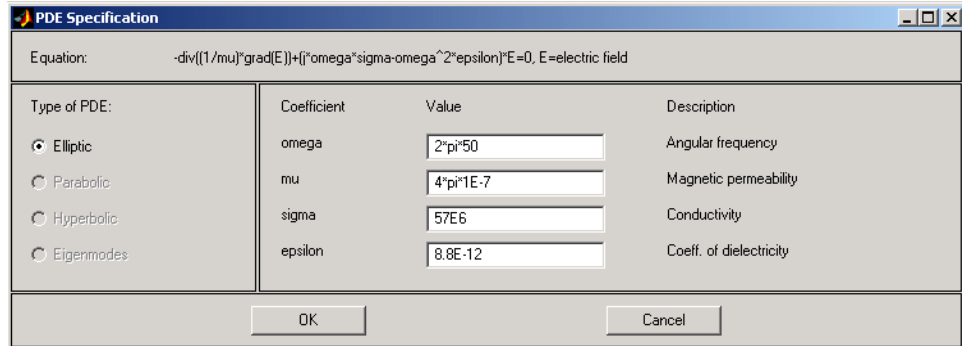 PDE Specification
Equation: -div((1/mu)*grad(E))+(j*omega*sigma-omega^2*epsilon)*E=0, E=electric field
Type of PDE:
Elliptic
Parabolic
Hyperbolic
Eigenmodes
Coefficient Value Description
omega 2*pi*50 Angular frequency
mu 4*pi*1E-7 Magnetic permeability
sigma 57E6 Conductivity
epsilon 8.8E-12 Coeff. of dielectricity
OK Cancel